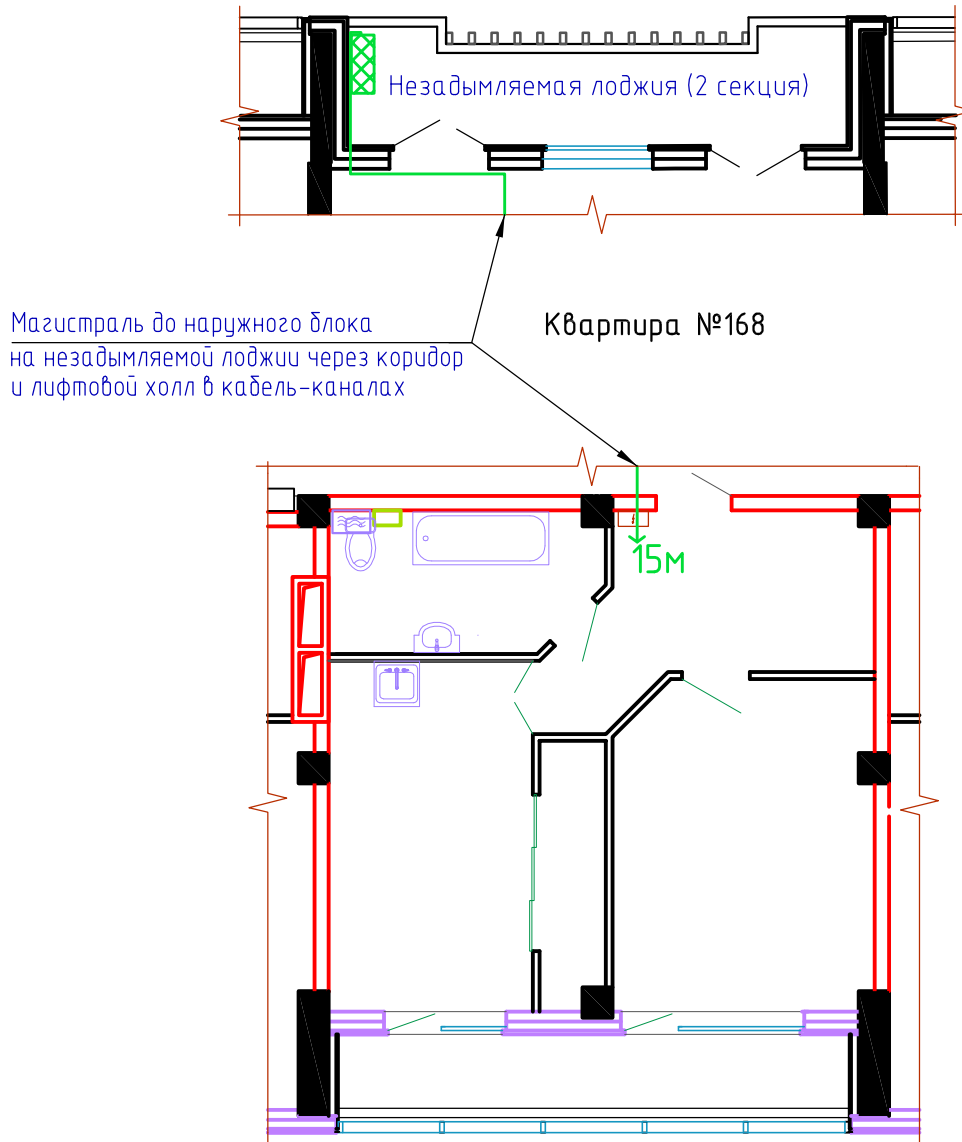 Незадымляемая лоджия (2 секция)
Магистраль до наружного блока
на незадымляемой лоджии через коридор
и лифтовой холл в кабель-каналах
Квартира №168
15м